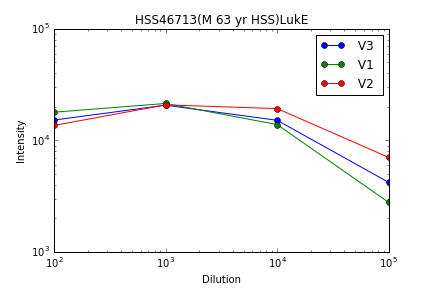 HSS46713(M 63 yr HSS)LukE
10^5
V3
V1
V2
10^4
Intensity
10^3
10^2
10^3
10^4
10^5
Dilution